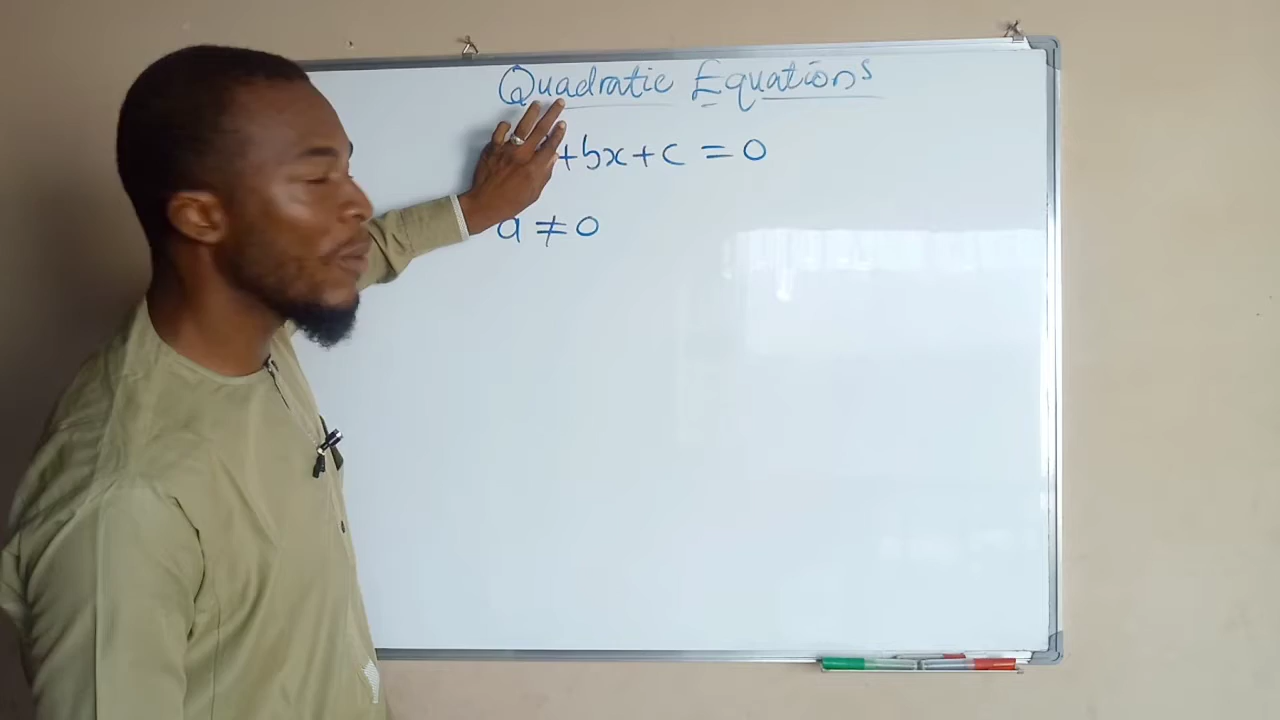 Quadratic Equations
+bx+c = 0
a ≠ 0